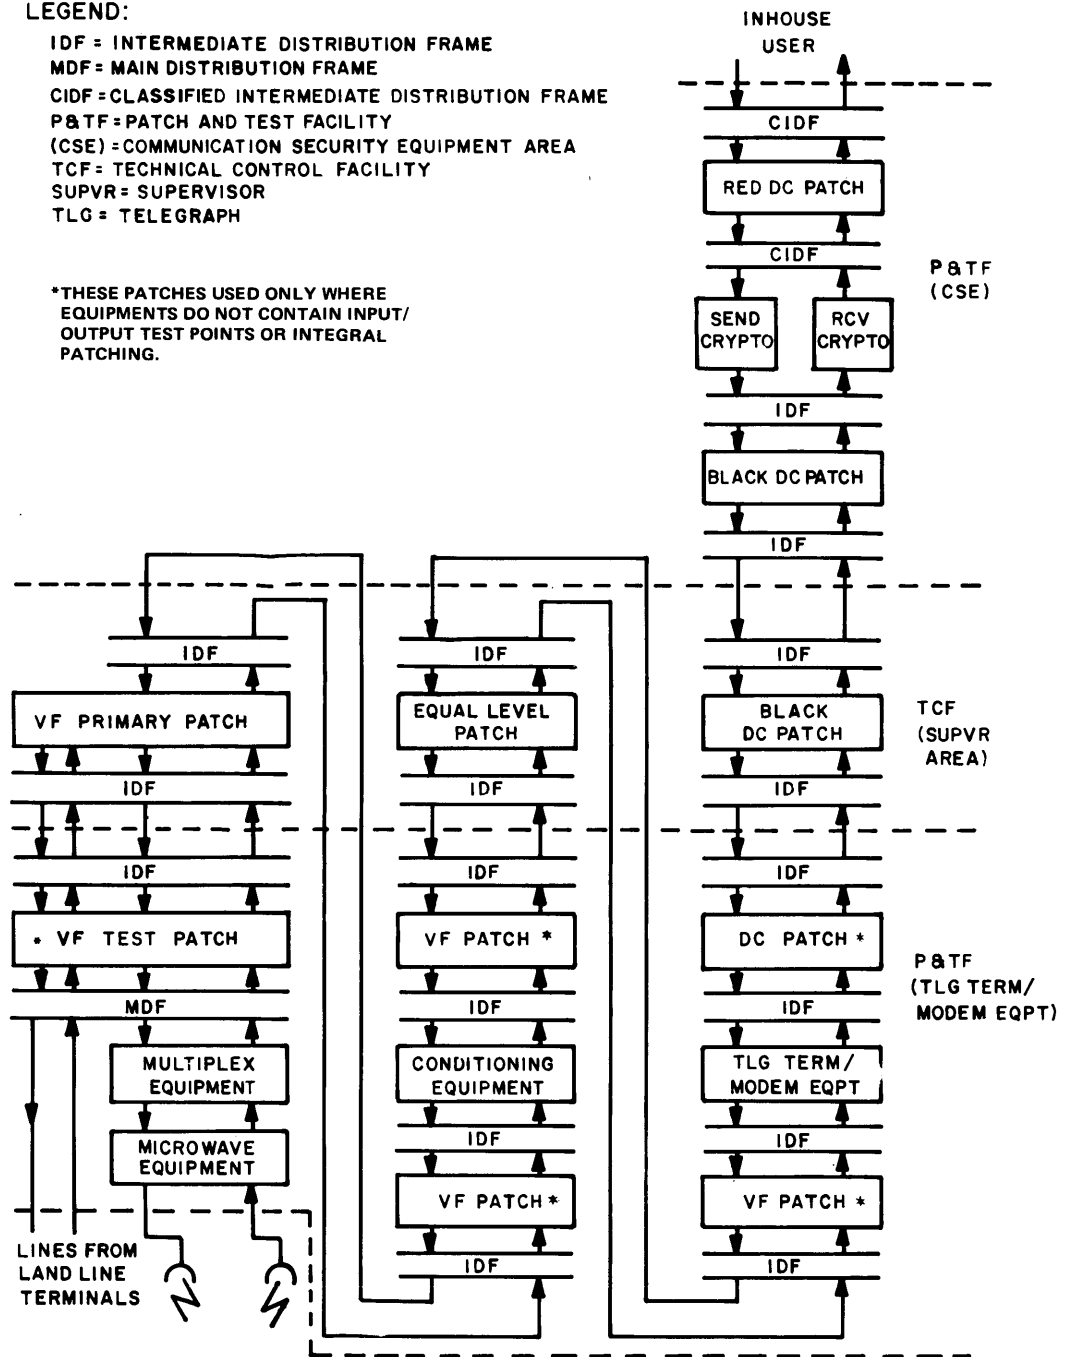 LEGEND:
IDF = INTERMEDIATE DISTRIBUTION FRAME
MDF = MAIN DISTRIBUTION FRAME
CIDF = CLASSIFIED INTERMEDIATE DISTRIBUTION FRAME
P&TF = PATCH AND TEST FACILITY
(CSE) = COMMUNICATION SECURITY EQUIPMENT AREA
TCF = TECHNICAL CONTROL FACILITY
SUPVR = SUPERVISOR
TLG = TELEGRAPH
*THESE PATCHES USED ONLY WHERE
EQUIPMENTS DO NOT CONTAIN INPUT/
OUTPUT TEST POINTS OR INTEGRAL
PATCHING.
INHOUSE
USER
CIDF
RED DC PATCH
CIDF
P&TF
(CSE)
SEND
CRYPTO
RCV
CRYPTO
IDF
BLACK DC PATCH
IDF
IDF
VF PRIMARY PATCH
IDF
IDF
* VF TEST PATCH
MDF
MULTIPLEX
EQUIPMENT
MICROWAVE
EQUIPMENT
LINES FROM
LAND LINE
TERMINALS
IDF
EQUAL LEVEL
PATCH
IDF
IDF
VF PATCH *
IDF
CONDITIONING
EQUIPMENT
IDF
VF PATCH *
IDF
IDF
BLACK
DC PATCH
IDF
TCF
(SUPVR
AREA)
IDF
DC PATCH *
IDF
TLG TERM/
MODEM EQPT
IDF
VF PATCH *
IDF
P&TF
(TLG TERM/
MODEM EQPT)